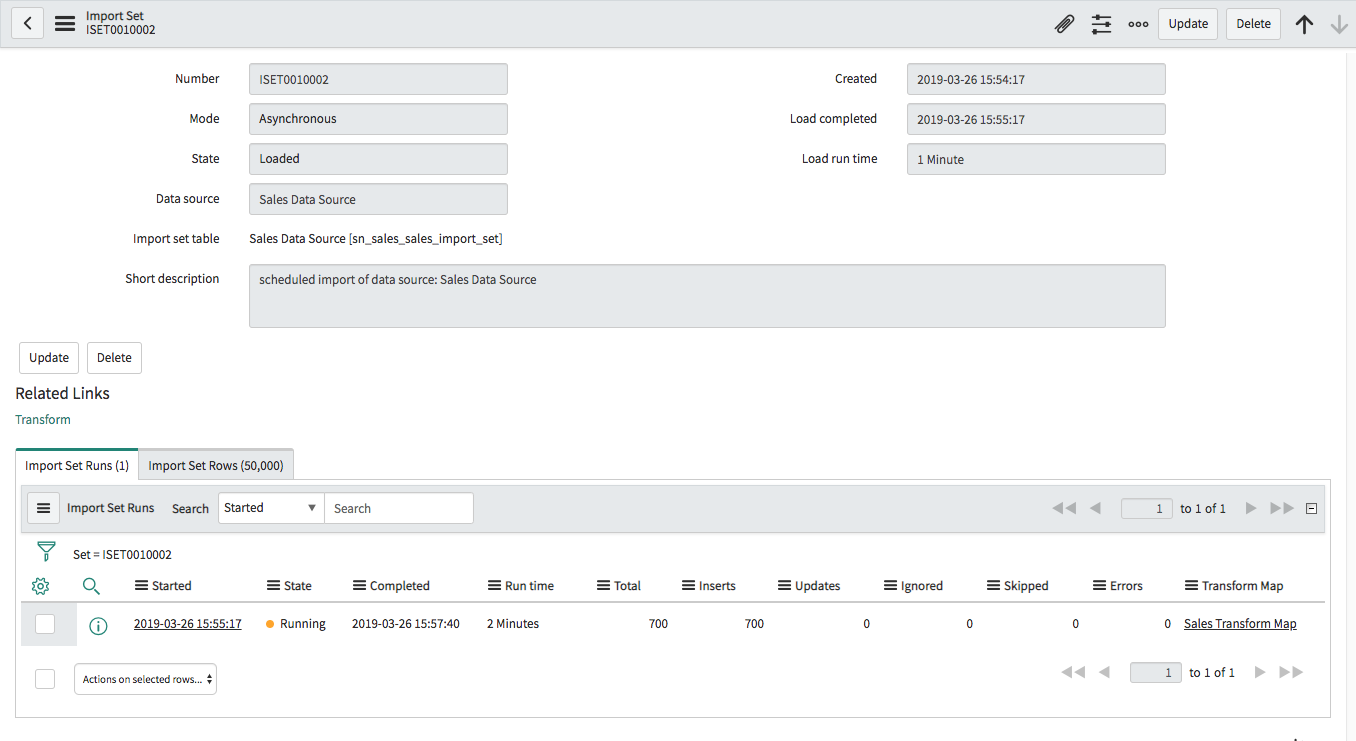 Import Set
ISET0010002
Update
Delete
Number ISET0010002
Created 2019-03-26 15:54:17
Mode Asynchronous
Load completed 2019-03-26 15:55:17
State Loaded
Load run time 1 Minute
Data source Sales Data Source
Import set table Sales Data Source [sn_sales_sales_import_set]
Short description scheduled import of data source: Sales Data Source
Update Delete
Related Links
Transform
Import Set Runs (1) Import Set Rows (50,000)
Import Set Runs Search Started Search 1 to 1 of 1
Set = ISET0010002
Started State Completed Run time Total Inserts Updates Ignored Skipped Errors Transform Map
2019-03-26 15:55:17 Running 2019-03-26 15:57:40 2 Minutes 700 700 0 0 0 0 Sales Transform Map
Actions on selected rows... 1 to 1 of 1